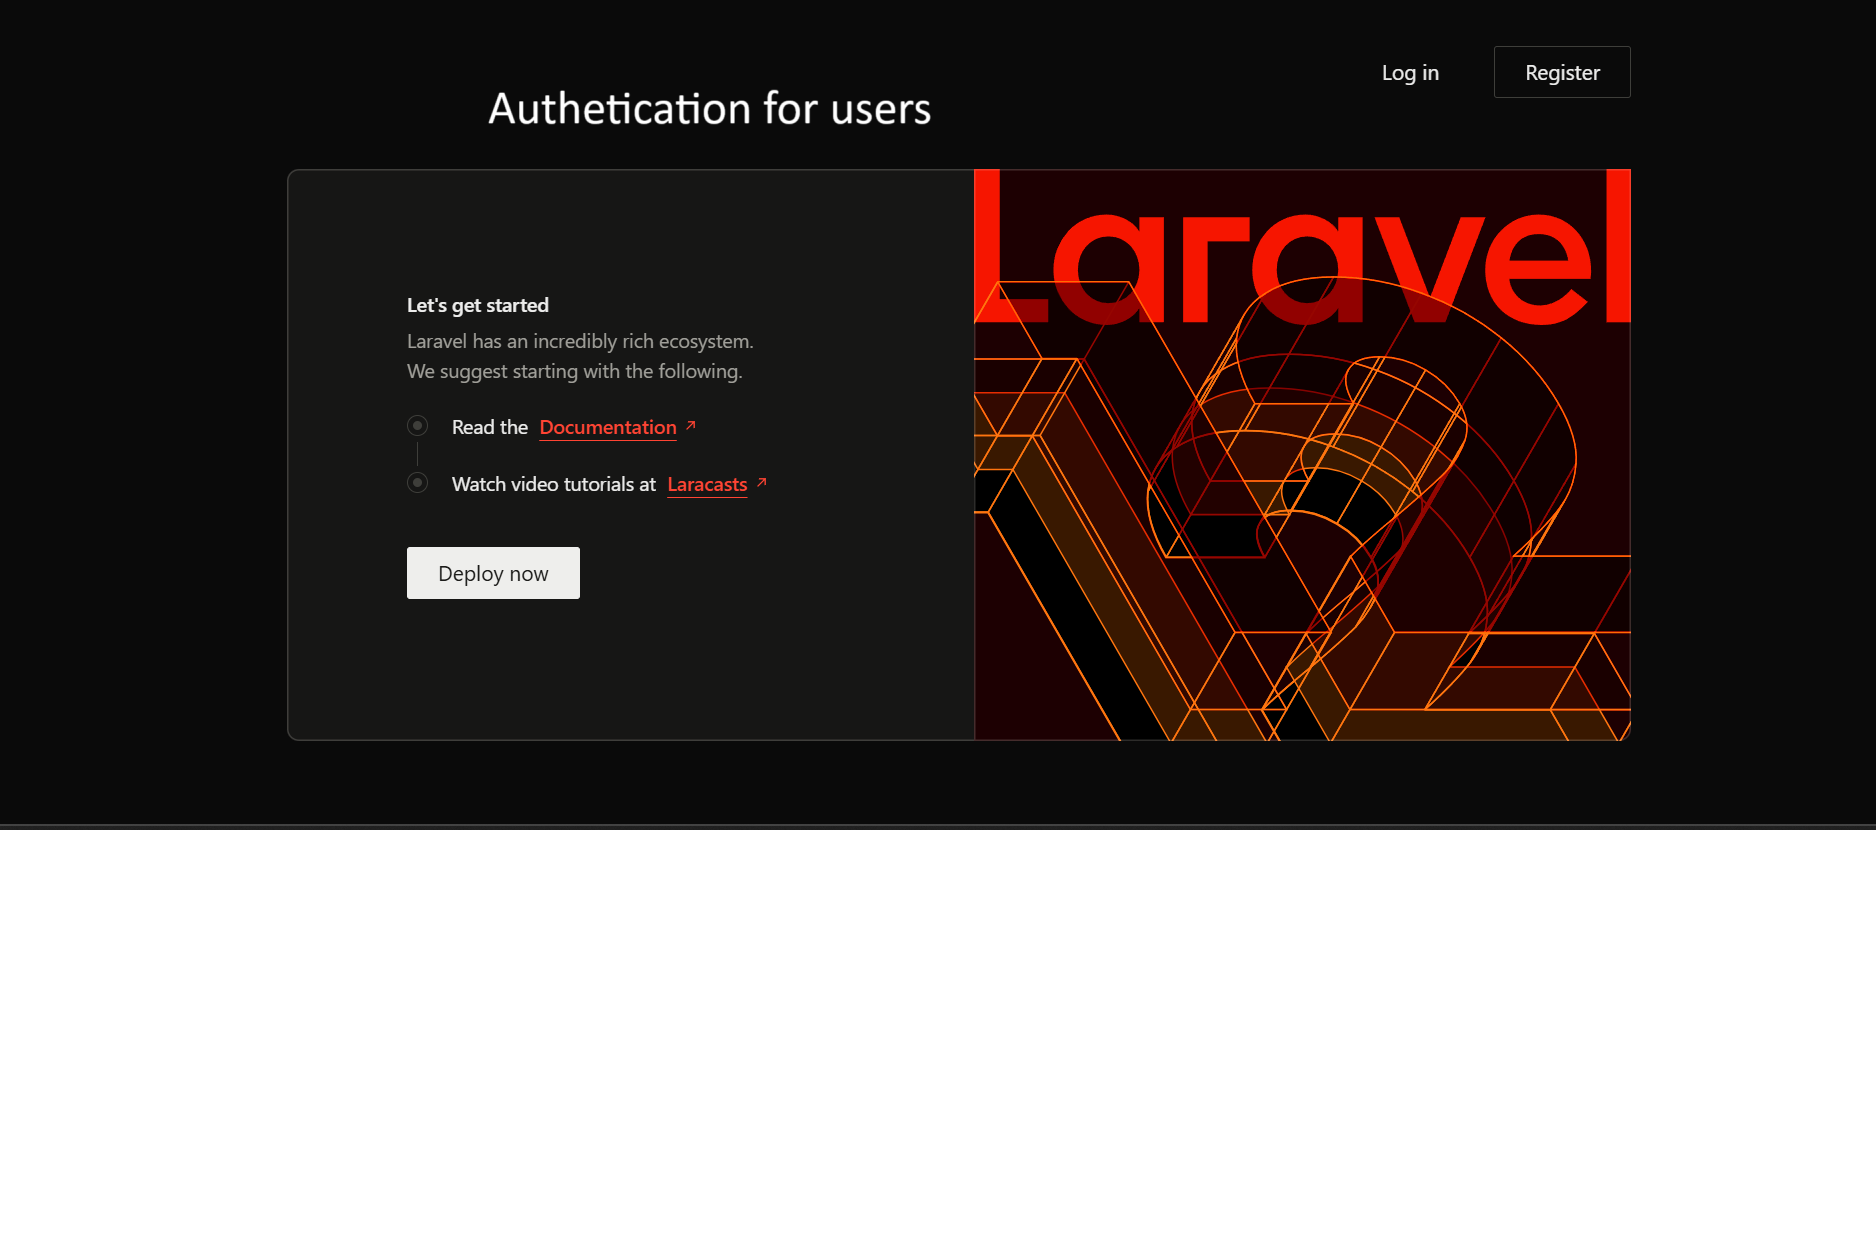 Log in
Register
Authetication for users
Laravel
Let's get started
Laravel has an incredibly rich ecosystem.
We suggest starting with the following.
Read the Documentation
Watch video tutorials at Laracasts
Deploy now